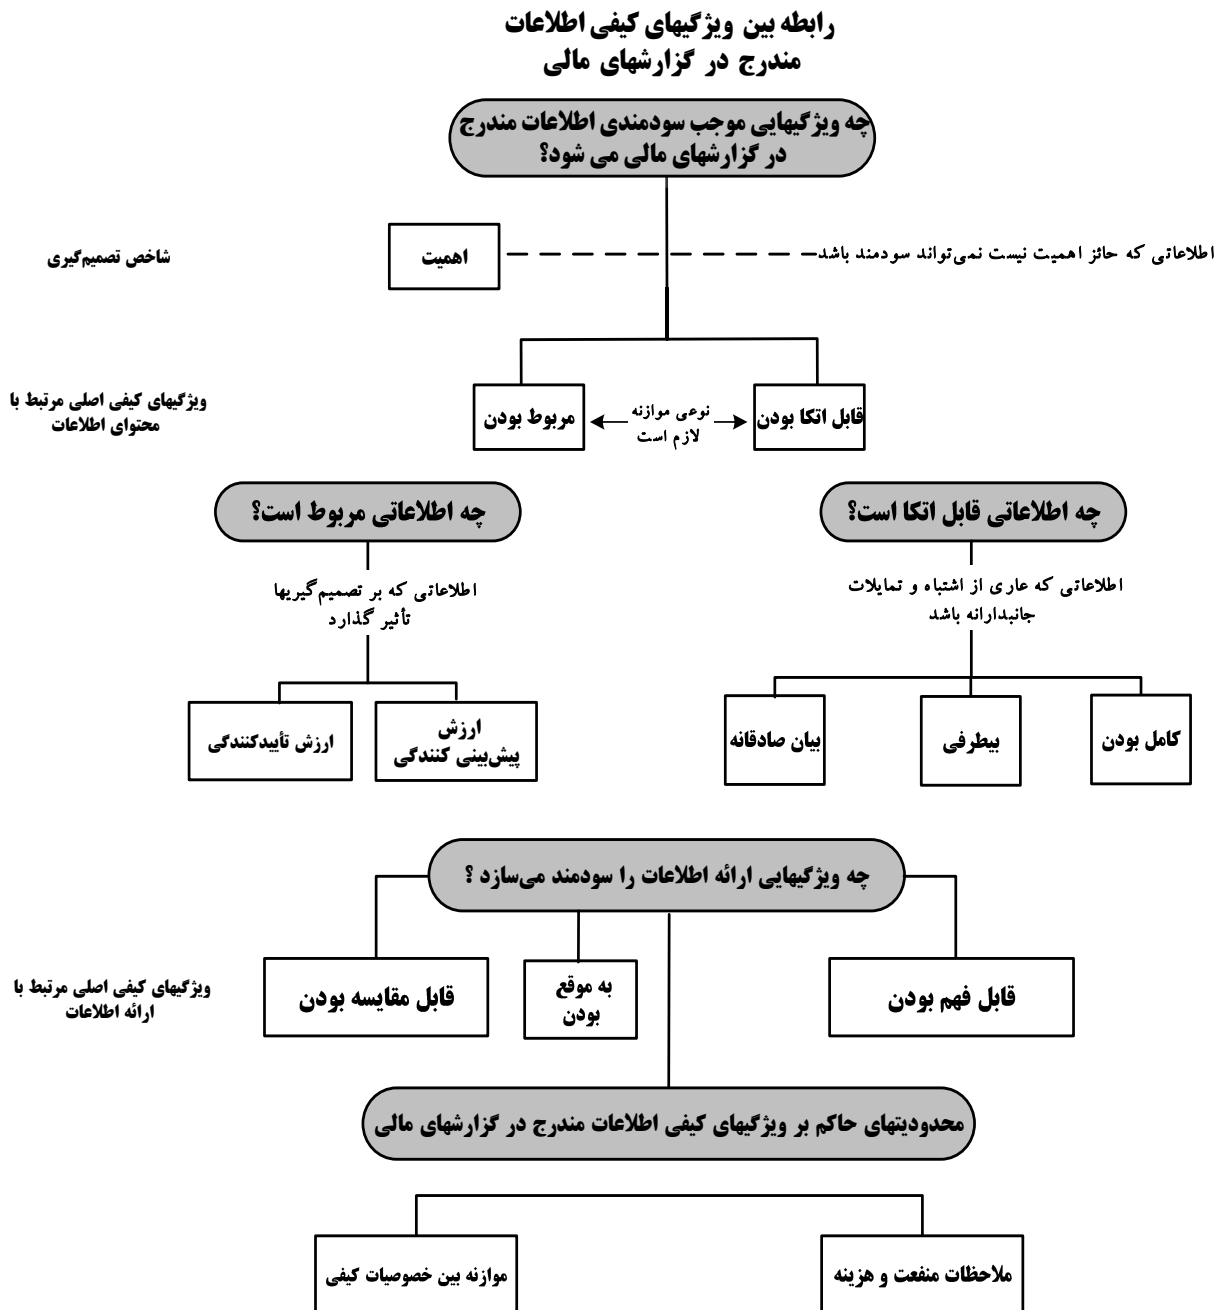 رابطه بین ویژگیهای کیفی اطلاعات
مندرج در گزارشهای مالی
چه ویژگیهایی موجب سودمندی اطلاعات مندرج
در گزارشهای مالی می شود؟
اطلاعاتی که حائز اهمیت نیست نمی‌تواند سودمند باشد
اهمیت
شاخص تصمیم‌گیری
قابل اتکا بودن
نوعی موازنه
لازم است
مربوط بودن
ویژگیهای کیفی اصلی مرتبط با
محتوای اطلاعات
چه اطلاعاتی قابل اتکا است؟
چه اطلاعاتی مربوط است؟
اطلاعاتی که عاری از اشتباه و تمایلات
جانبدارانه باشد
اطلاعاتی که بر تصمیم‌گیریها
تأثیر گذارد
کامل بودن
بیطرفی
بیان صادقانه
ارزش
پیش‌بینی کنندگی
ارزش تأییدکنندگی
چه ویژگیهایی ارائه اطلاعات را سودمند می‌سازد ؟
قابل فهم بودن
به موقع
بودن
قابل مقایسه بودن
ویژگیهای کیفی اصلی مرتبط با
ارائه اطلاعات
محدودیتهای حاکم بر ویژگیهای کیفی اطلاعات مندرج در گزارشهای مالی
ملاحظات منفعت و هزینه
موازنه بین خصوصیات کیفی